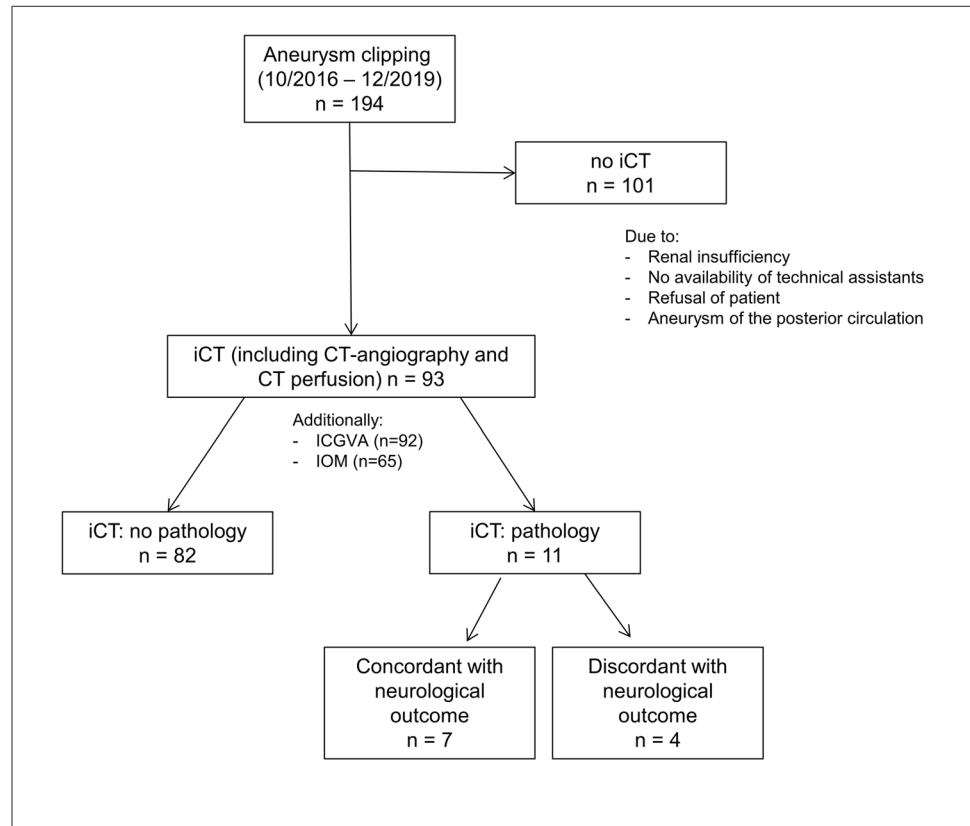 Aneurysm clipping
(10/2016 – 12/2019)
n = 194
no iCT
n = 101
Due to:
- Renal insufficiency
- No availability of technical assistants
- Refusal of patient
- Aneurysm of the posterior circulation
iCT (including CT-angiography and
CT perfusion) n = 93
Additionally:
- ICGVA (n=92)
- IOM (n=65)
iCT: no pathology
n = 82
iCT: pathology
n = 11
Concordant with
neurological
outcome
n = 7
Discordant with
neurological
outcome
n = 4